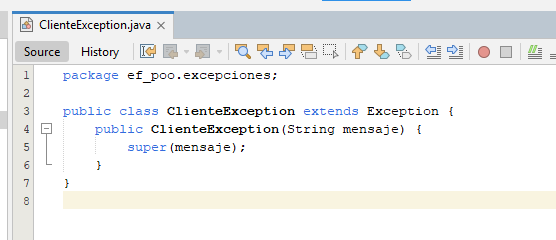 ClienteException.java
Source History
1 package ef_poo.excepciones;
2
3 public class ClienteException extends Exception {
4 public ClienteException(String mensaje) {
5 super(mensaje);
6 }
7 }
8